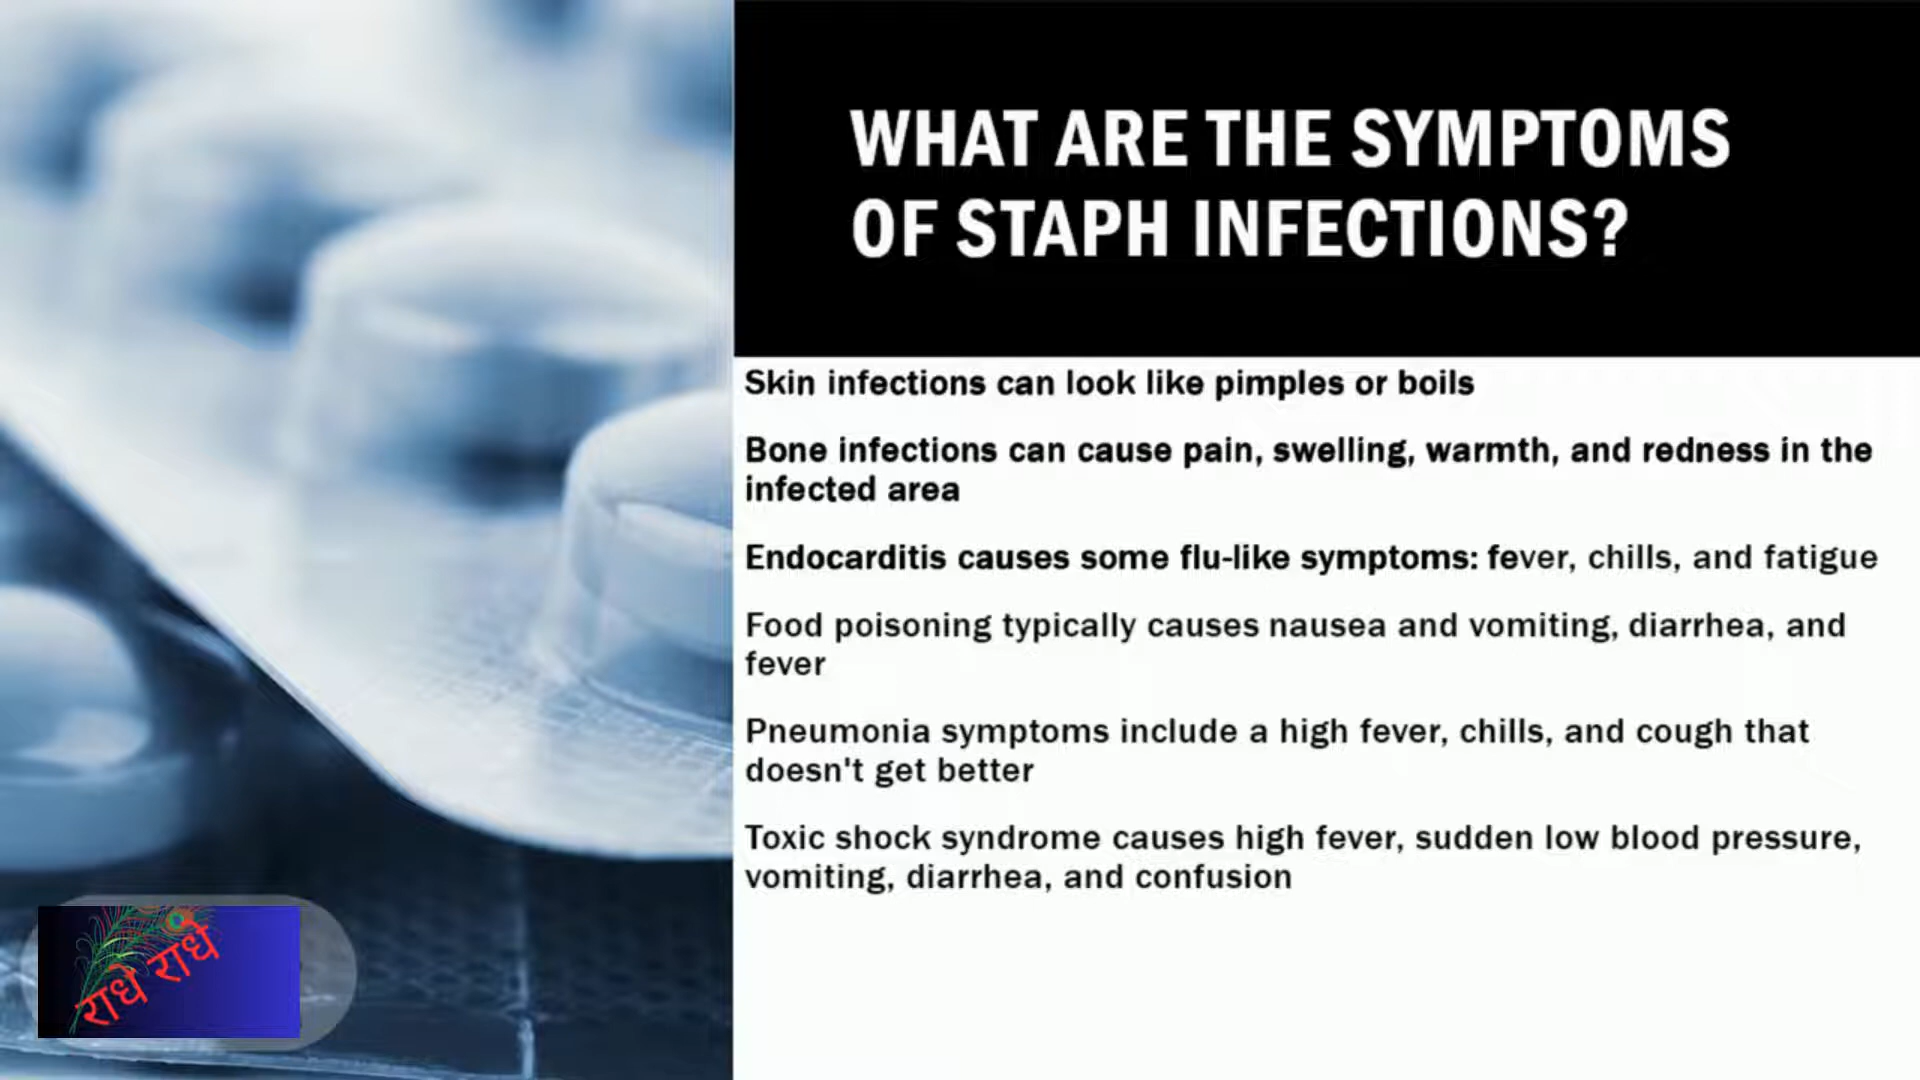 WHAT ARE THE SYMPTOMS
OF STAPH INFECTIONS?
Skin infections can look like pimples or boils
Bone infections can cause pain, swelling, warmth, and redness in the
infected area
Endocarditis causes some flu-like symptoms: fever, chills, and fatigue
Food poisoning typically causes nausea and vomiting, diarrhea, and
fever
Pneumonia symptoms include a high fever, chills, and cough that
doesn't get better
Toxic shock syndrome causes high fever, sudden low blood pressure,
vomiting, diarrhea, and confusion
राधे राधे